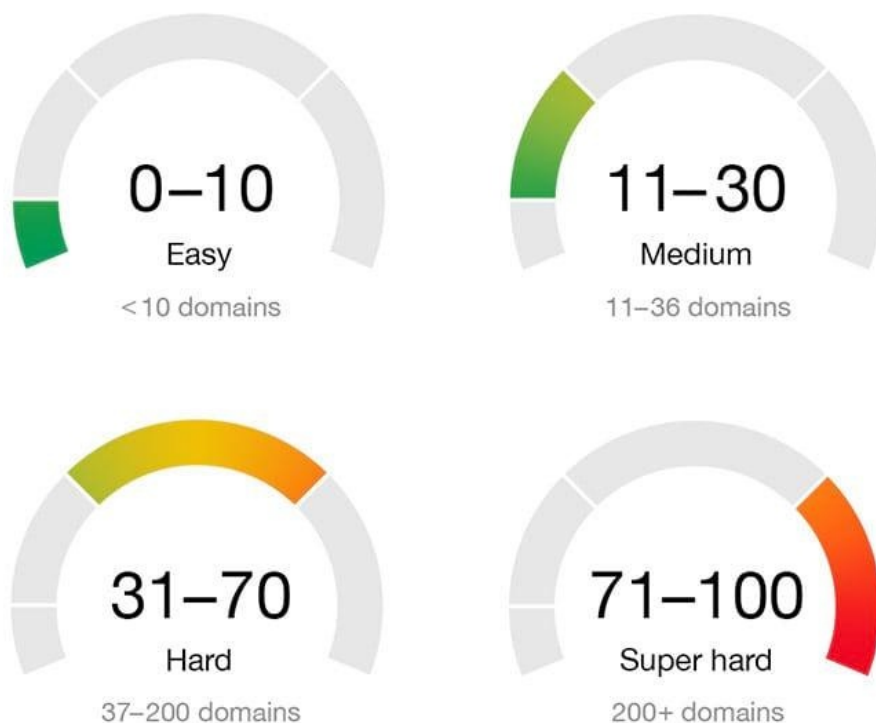 0–10
Easy
<10 domains
11–30
Medium
11–36 domains
31–70
Hard
37–200 domains
71–100
Super hard
200+ domains